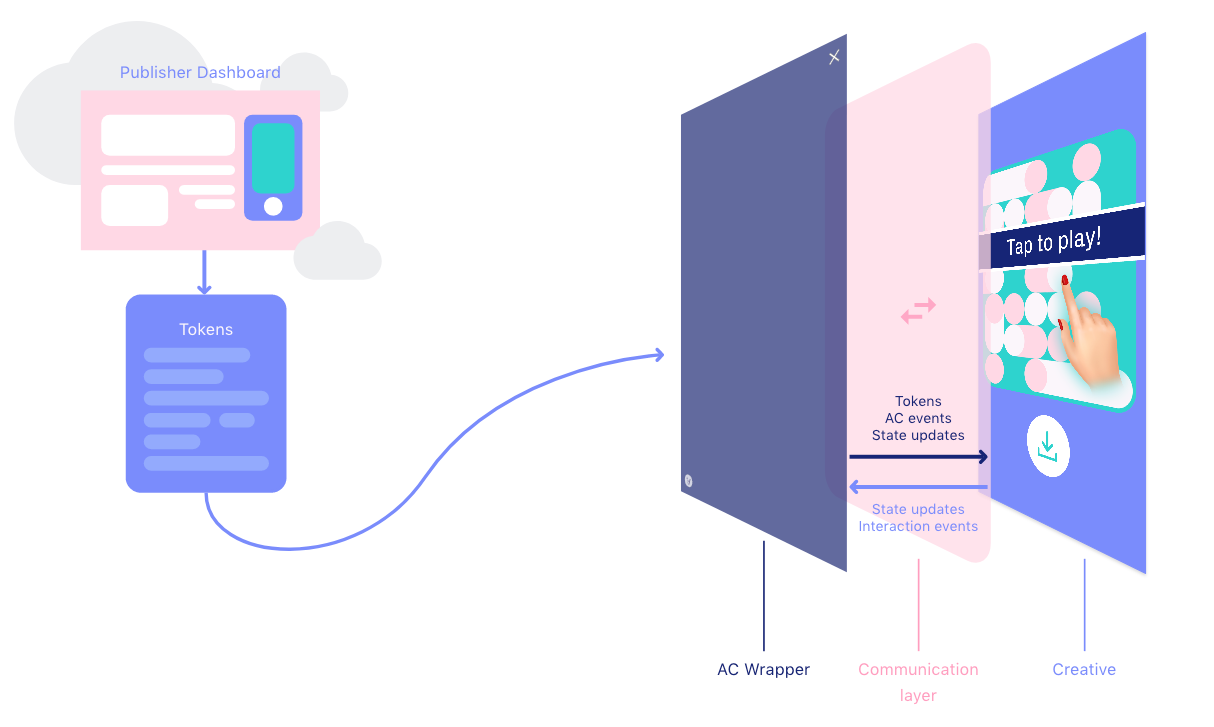 Publisher Dashboard
Tokens
Tap to play!
Tokens
AC events
State updates
State updates
Interaction events
AC Wrapper
Communication
layer
Creative